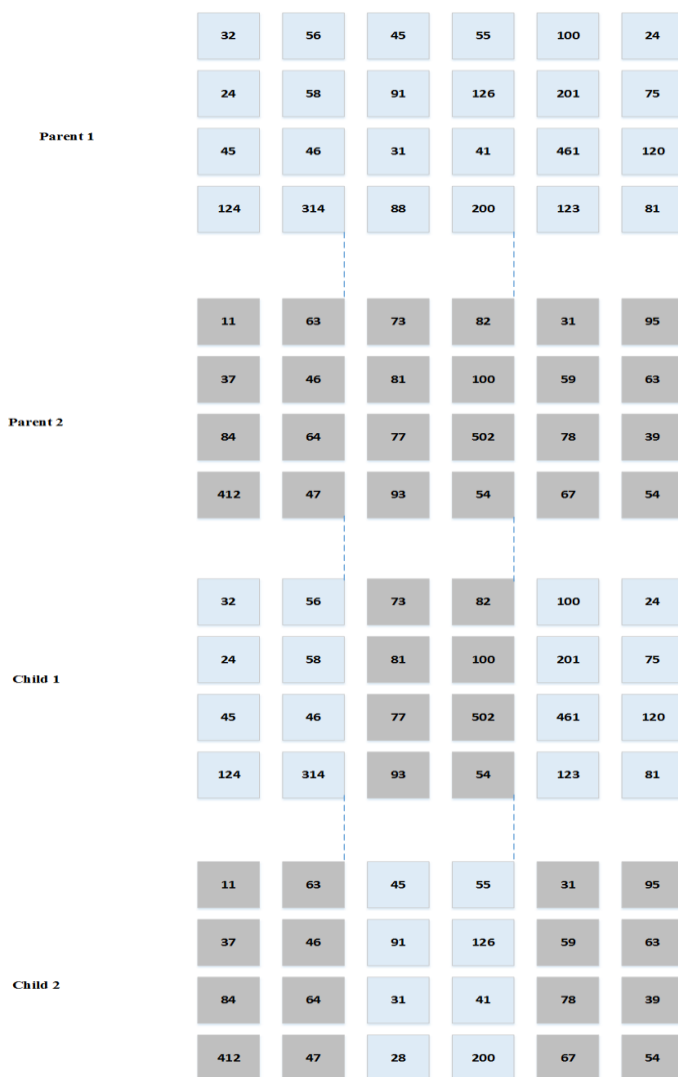 32 56 45 55 100 24
24 58 91 126 201 75
Parent 1
45 46 31 41 461 120
124 314 88 200 123 81
11 63 73 82 31 95
37 46 81 100 59 63
Parent 2
84 64 77 502 78 39
412 47 93 54 67 54
32 56 73 82 100 24
24 58 81 100 201 75
Child 1
45 46 77 502 461 120
124 314 93 54 123 81
11 63 45 55 31 95
37 46 91 126 59 63
Child 2
84 64 31 41 78 39
412 47 28 200 67 54